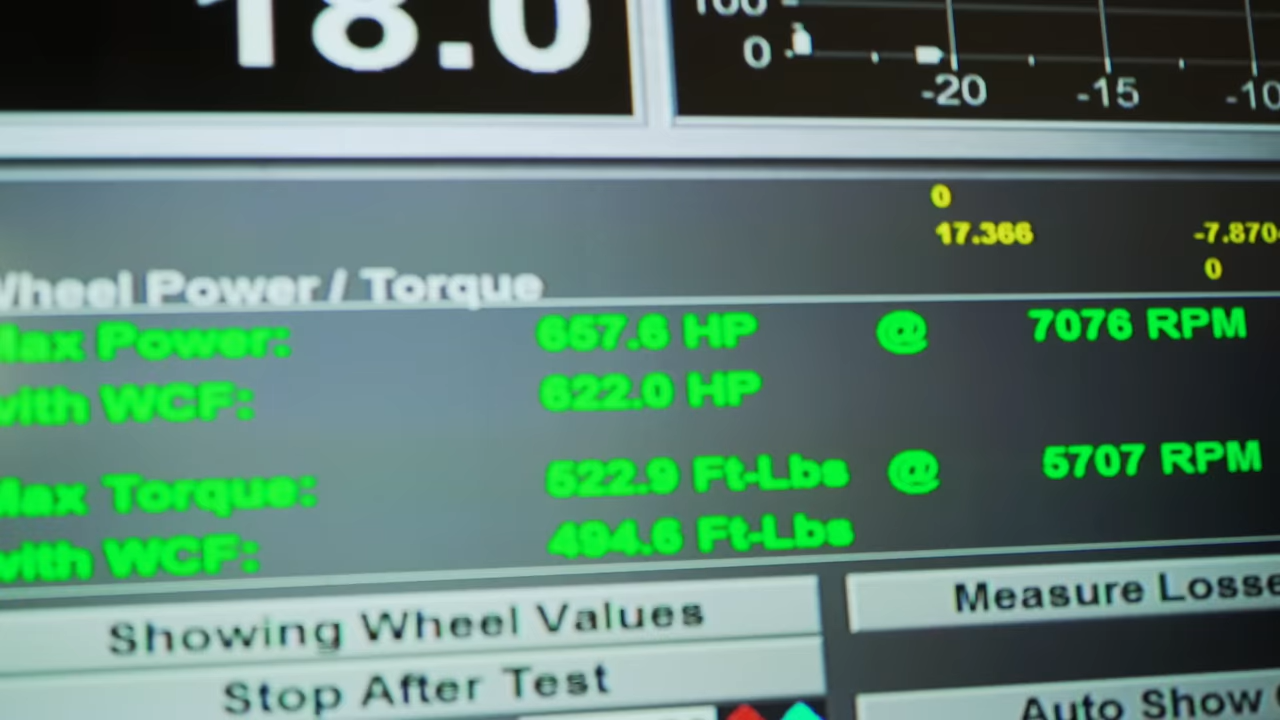 18.0
100
0
-20 -15 -10
0
17.366 -7.870
0
Wheel Power / Torque
Max Power: 657.6 HP @ 7076 RPM
with WCF: 622.0 HP
Max Torque: 522.9 Ft-Lbs @ 5707 RPM
with WCF: 494.6 Ft-Lbs
Showing Wheel Values
Measure Losse
Stop After Test
Auto Show